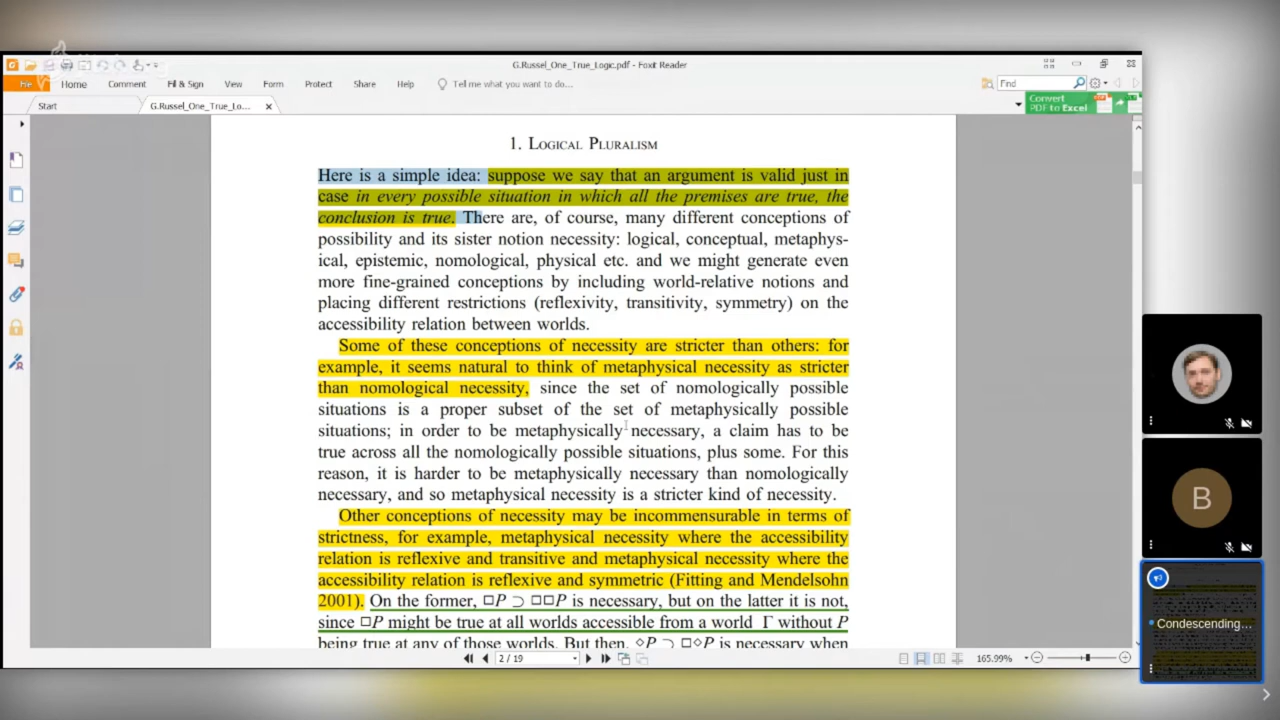 G.Russel_One_True_Logic.pdf - Foxit Reader
File Home Comment Fill & Sign View Form Protect Share Help Tell me what you want to do... Find
Start G.Russel_One_True_Lo... Convert
PDF to Excel
1. LOGICAL PLURALISM
Here is a simple idea: suppose we say that an argument is valid just in
case in every possible situation in which all the premises are true, the
conclusion is true. There are, of course, many different conceptions of
possibility and its sister notion necessity: logical, conceptual, metaphys-
ical, epistemic, nomological, physical etc. and we might generate even
more fine-grained conceptions by including world-relative notions and
placing different restrictions (reflexivity, transitivity, symmetry) on the
accessibility relation between worlds.
Some of these conceptions of necessity are stricter than others: for
example, it seems natural to think of metaphysical necessity as stricter
than nomological necessity, since the set of nomologically possible
situations is a proper subset of the set of metaphysically possible
situations; in order to be metaphysically necessary, a claim has to be
true across all the nomologically possible situations, plus some. For this
reason, it is harder to be metaphysically necessary than nomologically
necessary, and so metaphysical necessity is a stricter kind of necessity.
Other conceptions of necessity may be incommensurable in terms of
strictness, for example, metaphysical necessity where the accessibility
relation is reflexive and transitive and metaphysical necessity where the
accessibility relation is reflexive and symmetric (Fitting and Mendelsohn
2001). On the former, □P ⊃ □□P is necessary, but on the latter it is not,
since □P might be true at all worlds accessible from a world Γ without P
being true at any of those worlds. But then, ◇P ⊃ □◇P is necessary when
2 / 19 165.99%
B
Condescending...